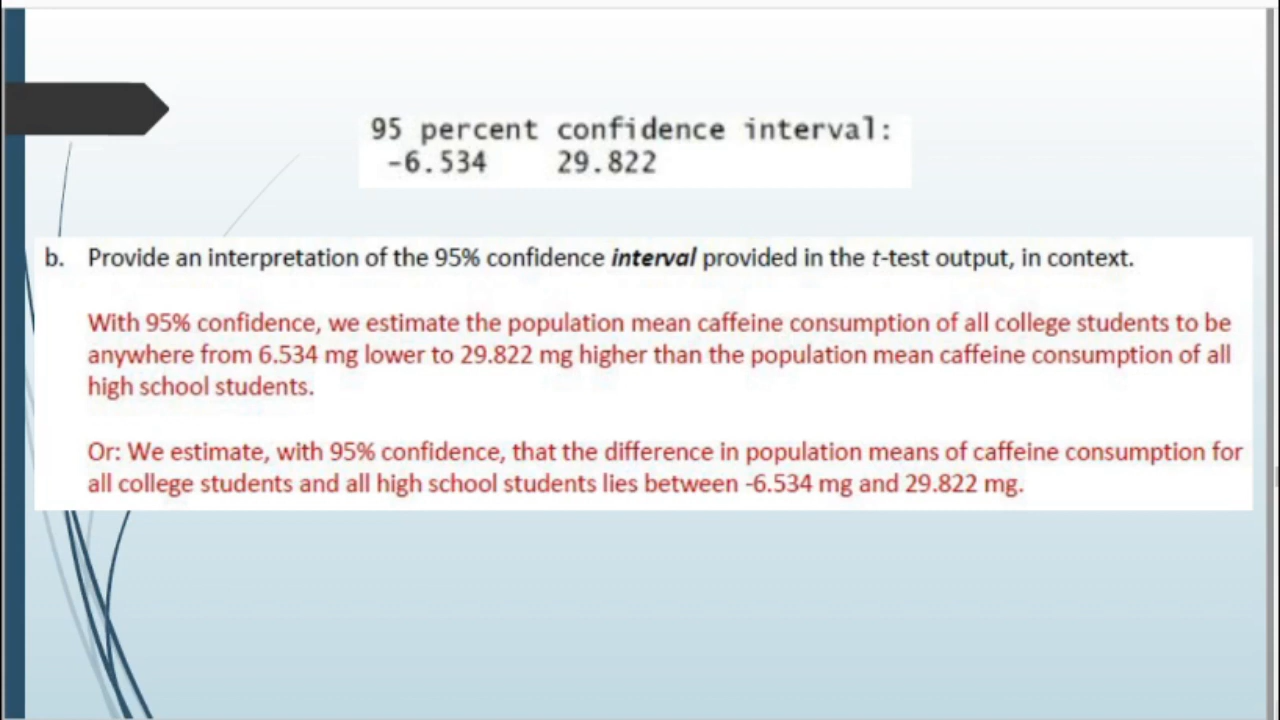 95 percent confidence interval:
-6.534 29.822
b. Provide an interpretation of the 95% confidence interval provided in the t-test output, in context.
With 95% confidence, we estimate the population mean caffeine consumption of all college students to be
anywhere from 6.534 mg lower to 29.822 mg higher than the population mean caffeine consumption of all
high school students.
Or: We estimate, with 95% confidence, that the difference in population means of caffeine consumption for
all college students and all high school students lies between -6.534 mg and 29.822 mg.